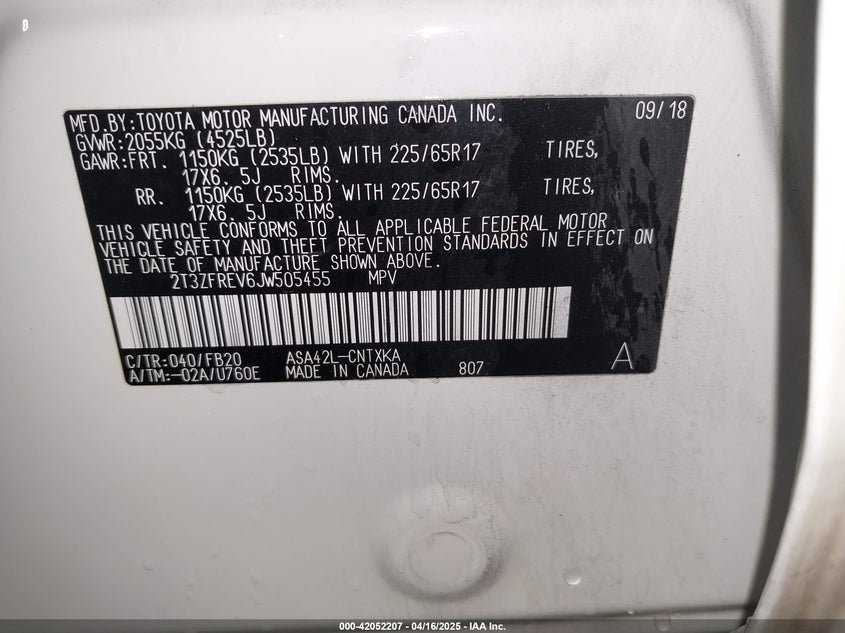 MFD.BY:TOYOTA MOTOR MANUFACTURING CANADA INC. 09/18
GVWR:2055KG (4525LB)
GAWR:FRT. 1150KG (2535LB) WITH 225/65R17 TIRES,
17X6. 5J RIMS.
RR. 1150KG (2535LB) WITH 225/65R17 TIRES,
17X6. 5J RIMS.
THIS VEHICLE CONFORMS TO ALL APPLICABLE FEDERAL MOTOR
VEHICLE SAFETY AND THEFT PREVENTION STANDARDS IN EFFECT ON
THE DATE OF MANUFACTURE SHOWN ABOVE.
2T3ZFREV6JW505455 MPV
C/TR:040/FB20 ASA42L-CNTXKA
A/TM:-02A/U760E MADE IN CANADA 807 A
000-42052207 - 04/16/2025 - IAA Inc.